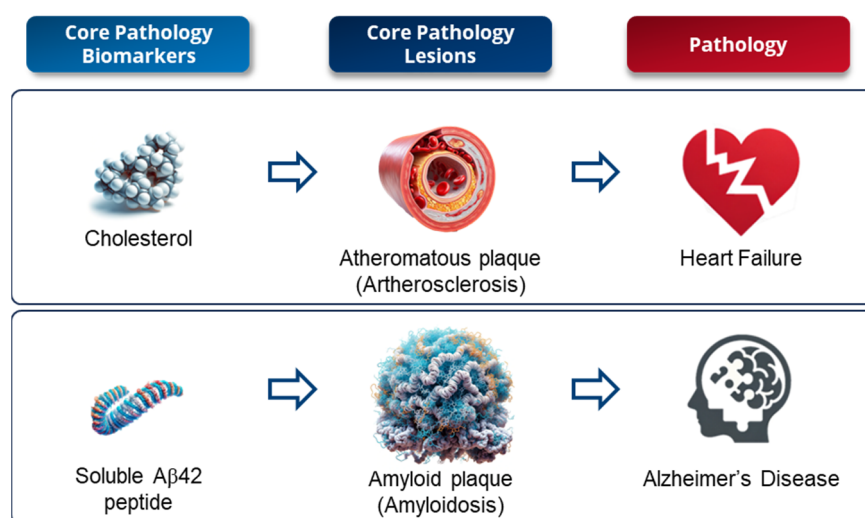 Core Pathology
Biomarkers
Core Pathology
Lesions
Pathology
Cholesterol
Atheromatous plaque
(Artherosclerosis)
Heart Failure
Soluble Aβ42
peptide
Amyloid plaque
(Amyloidosis)
Alzheimer's Disease